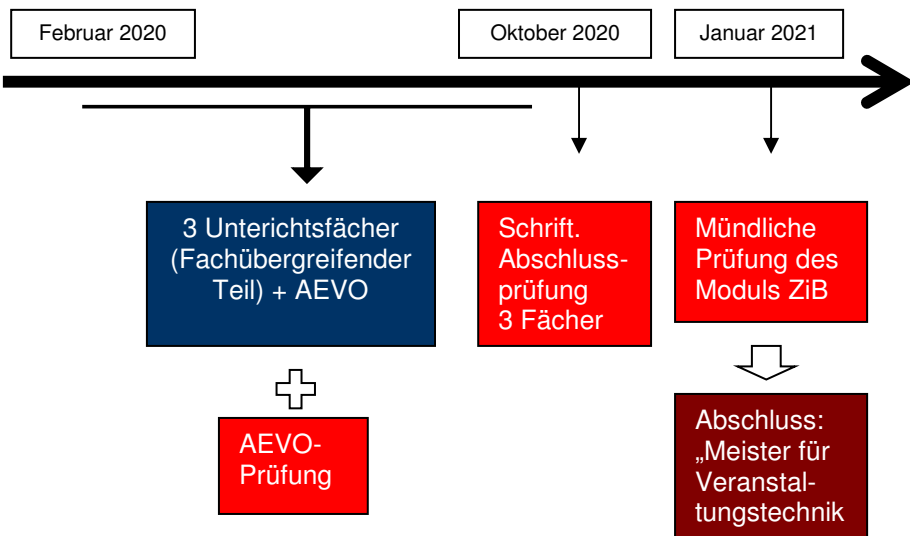 Februar 2020
Oktober 2020
Januar 2021
3 Unterichtsfächer
(Fachübergreifender
Teil) + AEVO
Schrift.
Abschluss-
prüfung
3 Fächer
Mündliche
Prüfung des
Moduls ZiB
AEVO-
Prüfung
Abschluss:
„Meister für
Veranstal-
tungstechnik